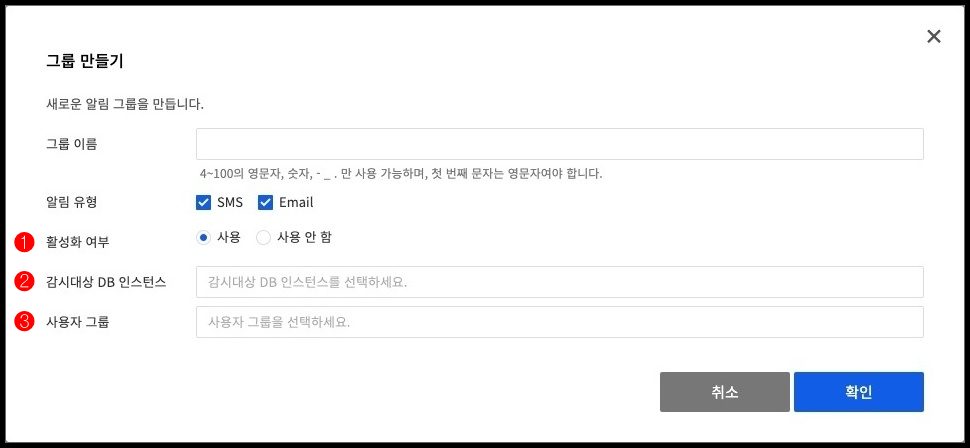 그룹 만들기
새로운 알림 그룹을 만듭니다.
그룹 이름
4~100의 영문자, 숫자, - _ . 만 사용 가능하며, 첫 번째 문자는 영문자여야 합니다.
알림 유형 SMS Email
1 활성화 여부 사용 사용 안 함
2 감시대상 DB 인스턴스 감시대상 DB 인스턴스를 선택하세요.
3 사용자 그룹 사용자 그룹을 선택하세요.
취소 확인